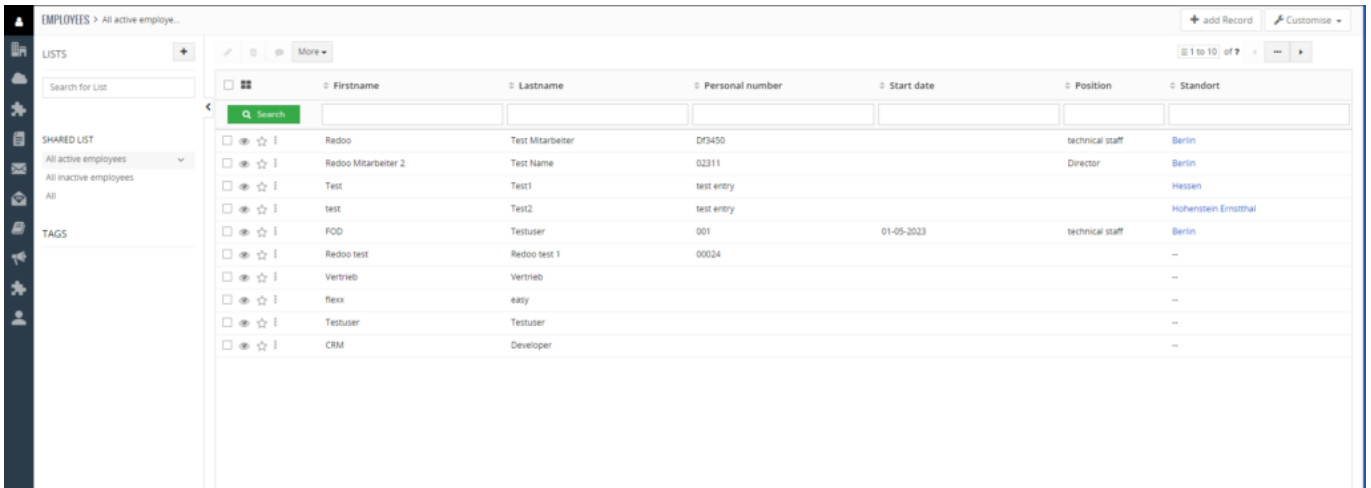 EMPLOYEES > All active employe...
+ add Record
Customise
LISTS
+
More
1 to 10 of ?
Search for List
Firstname Lastname Personal number Start date Position Standort
Search
SHARED LIST
All active employees
All inactive employees
All
TAGS
Redoo Test Mitarbeiter Df3450 technical staff Berlin
Redoo Mitarbeiter 2 Test Name 02311 Director Berlin
Test Test1 test entry Hessen
test Test2 test entry Hohenstein Ernstthal
FOD Testuser 001 01-05-2023 technical staff Berlin
Redoo test Redoo test 1 00024 --
Vertrieb Vertrieb --
flexx easy --
Testuser Testuser --
CRM Developer --